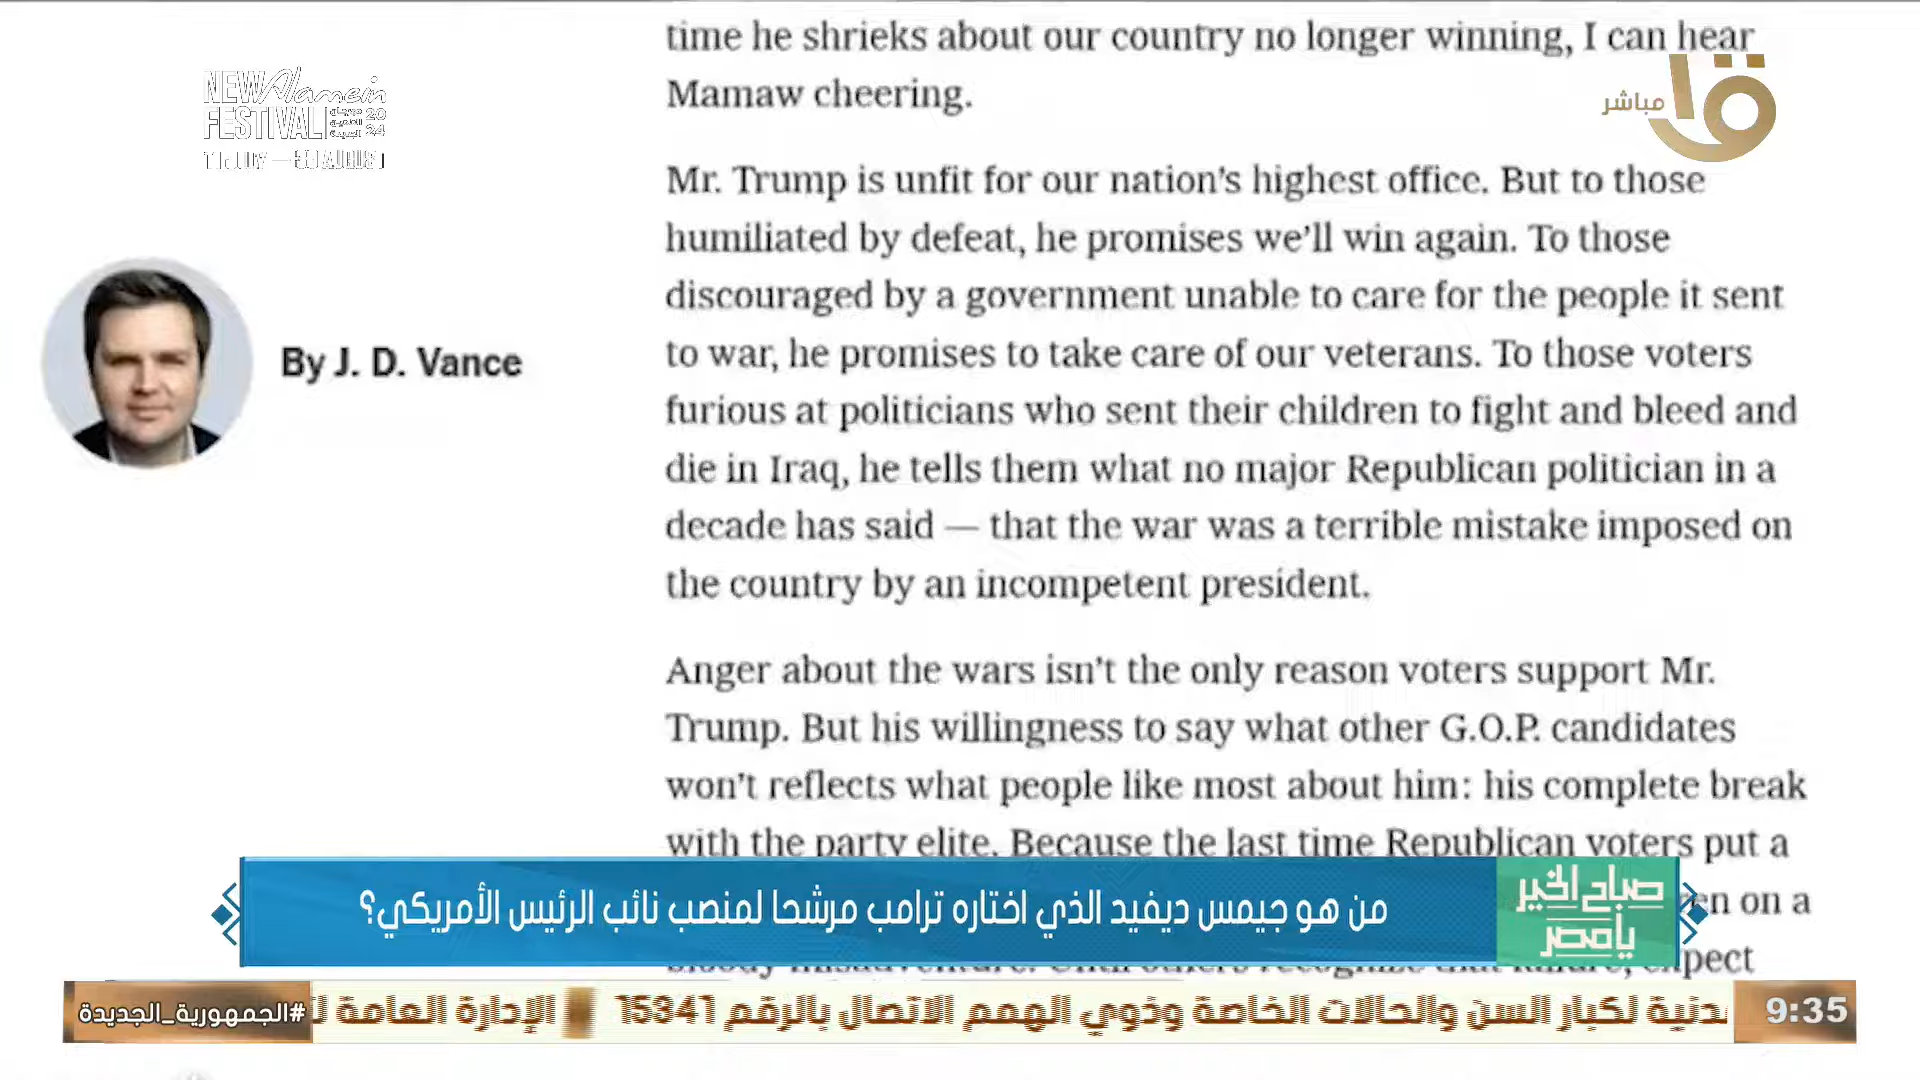 time he shrieks about our country no longer winning, I can hear
Mamaw cheering.
NEW Alamein
FESTIVAL
20
24
مباشر
Mr. Trump is unfit for our nation's highest office. But to those
humiliated by defeat, he promises we'll win again. To those
discouraged by a government unable to care for the people it sent
to war, he promises to take care of our veterans. To those voters
furious at politicians who sent their children to fight and bleed and
die in Iraq, he tells them what no major Republican politician in a
decade has said — that the war was a terrible mistake imposed on
the country by an incompetent president.
By J. D. Vance
Anger about the wars isn't the only reason voters support Mr.
Trump. But his willingness to say what other G.O.P. candidates
won't reflects what people like most about him: his complete break
with the party elite. Because the last time Republican voters put a
en on a
صباح الخير
يا مصر
من هو جيمس ديفيد الذي اختاره ترامب مرشحا لمنصب نائب الرئيس الأمريكي؟
expect
دنية لكبار السن والحالات الخاصة وذوي الهمم الاتصال بالرقم 15341
الإدارة العامة
#الجمهورية_الجديدة
9:35